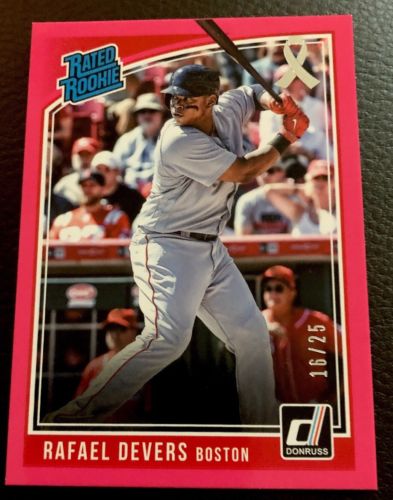 RATED
ROOKIE
16/25
RAFAEL DEVERS BOSTON
DONRUSS